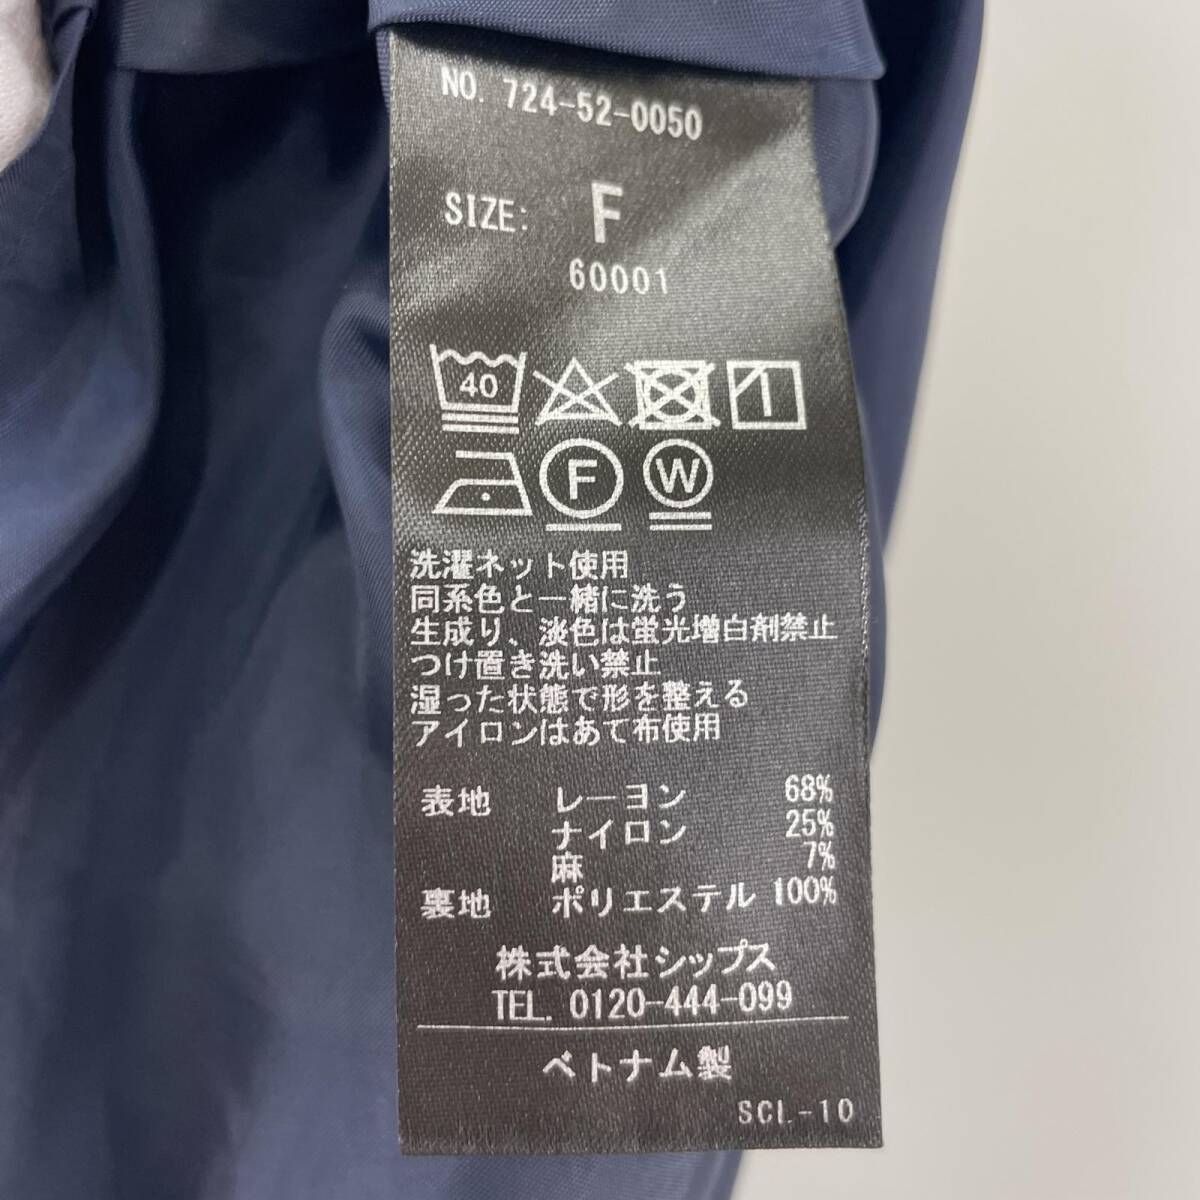 NO. 724-52-0050
SIZE: F
60001
40
F W
洗濯ネット使用
同系色と一緒に洗う
生成り、淡色は蛍光増白剤禁止
つけ置き洗い禁止
湿った状態で形を整える
アイロンはあて布使用
表地 レーヨン 68%
ナイロン 25%
麻 7%
裏地 ポリエステル 100%
株式会社シップス
TEL. 0120-444-099
ベトナム製
SCL-10